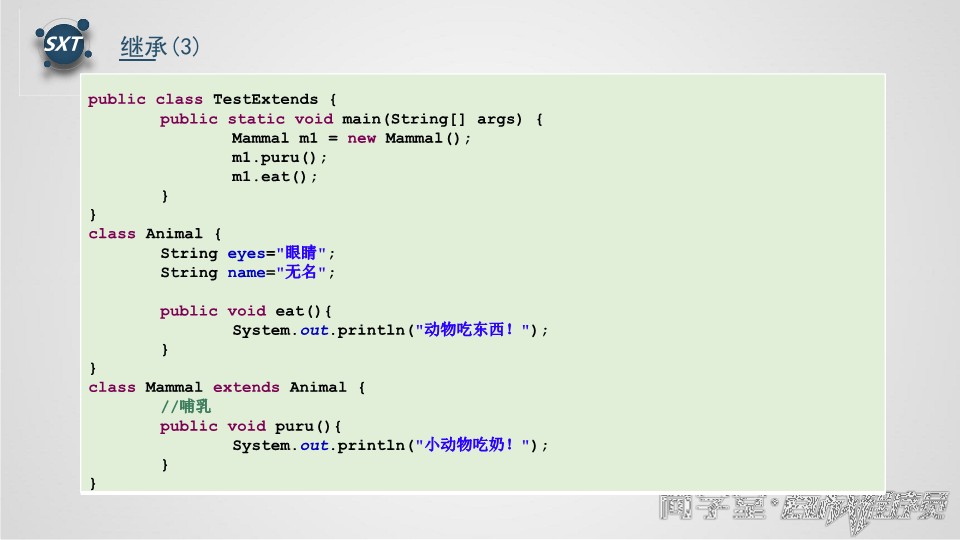 SXT
继承(3)
public class TestExtends {
public static void main(String[] args) {
Mammal m1 = new Mammal();
m1.puru();
m1.eat();
}
}
class Animal {
String eyes="眼睛";
String name="无名";
public void eat(){
System.out.println("动物吃东西！");
}
}
class Mammal extends Animal {
//哺乳
public void puru(){
System.out.println("小动物吃奶！");
}
}